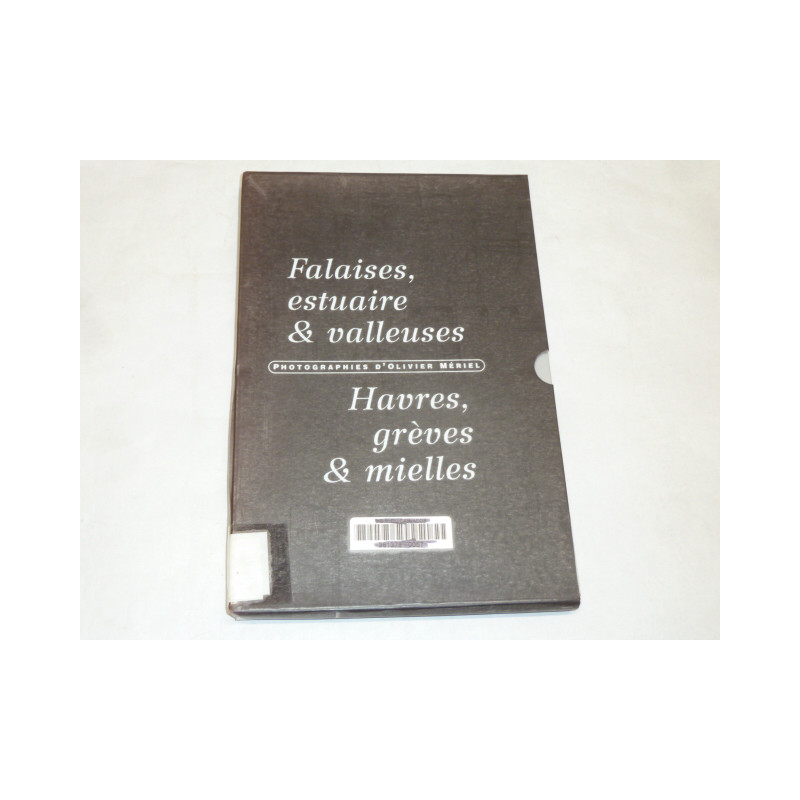 Falaises,
estuaire
& valleuses
PHOTOGRAPHIES D'OLIVIER MÉRIEL
Havres,
grèves
& mielles